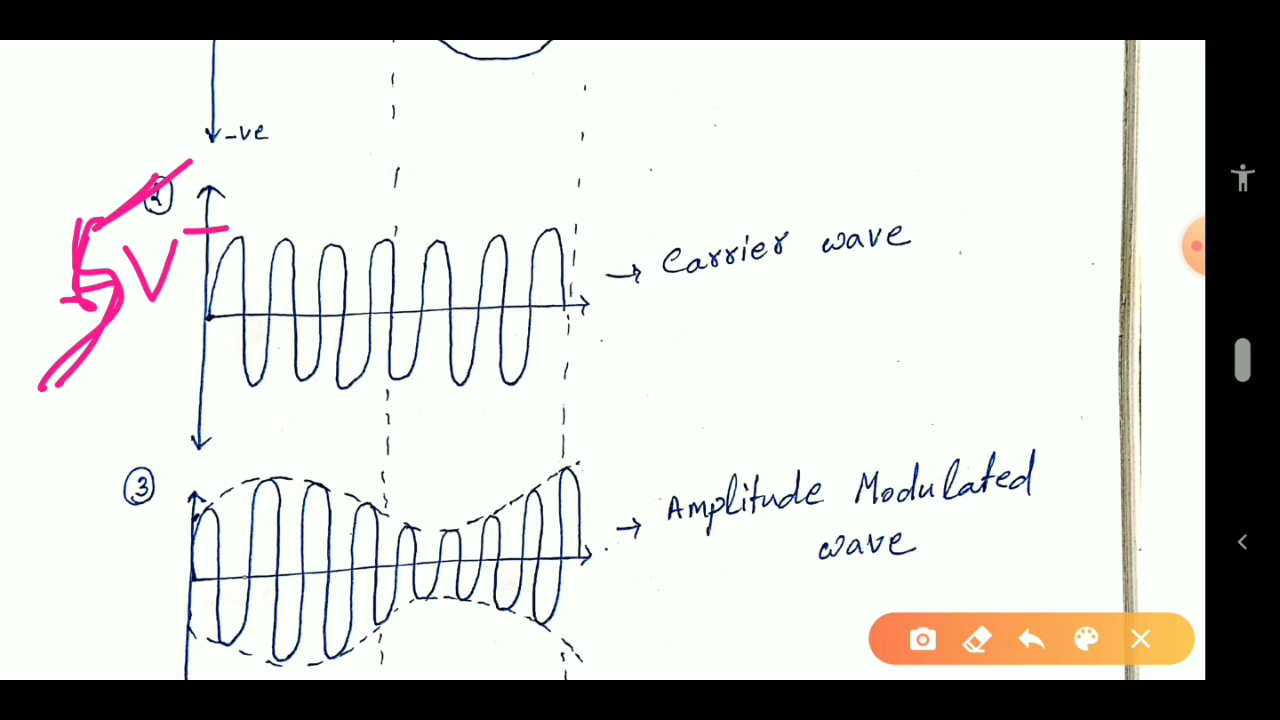 -ve
2
5V
→ Carrier wave
3
→ Amplitude Modulated
wave